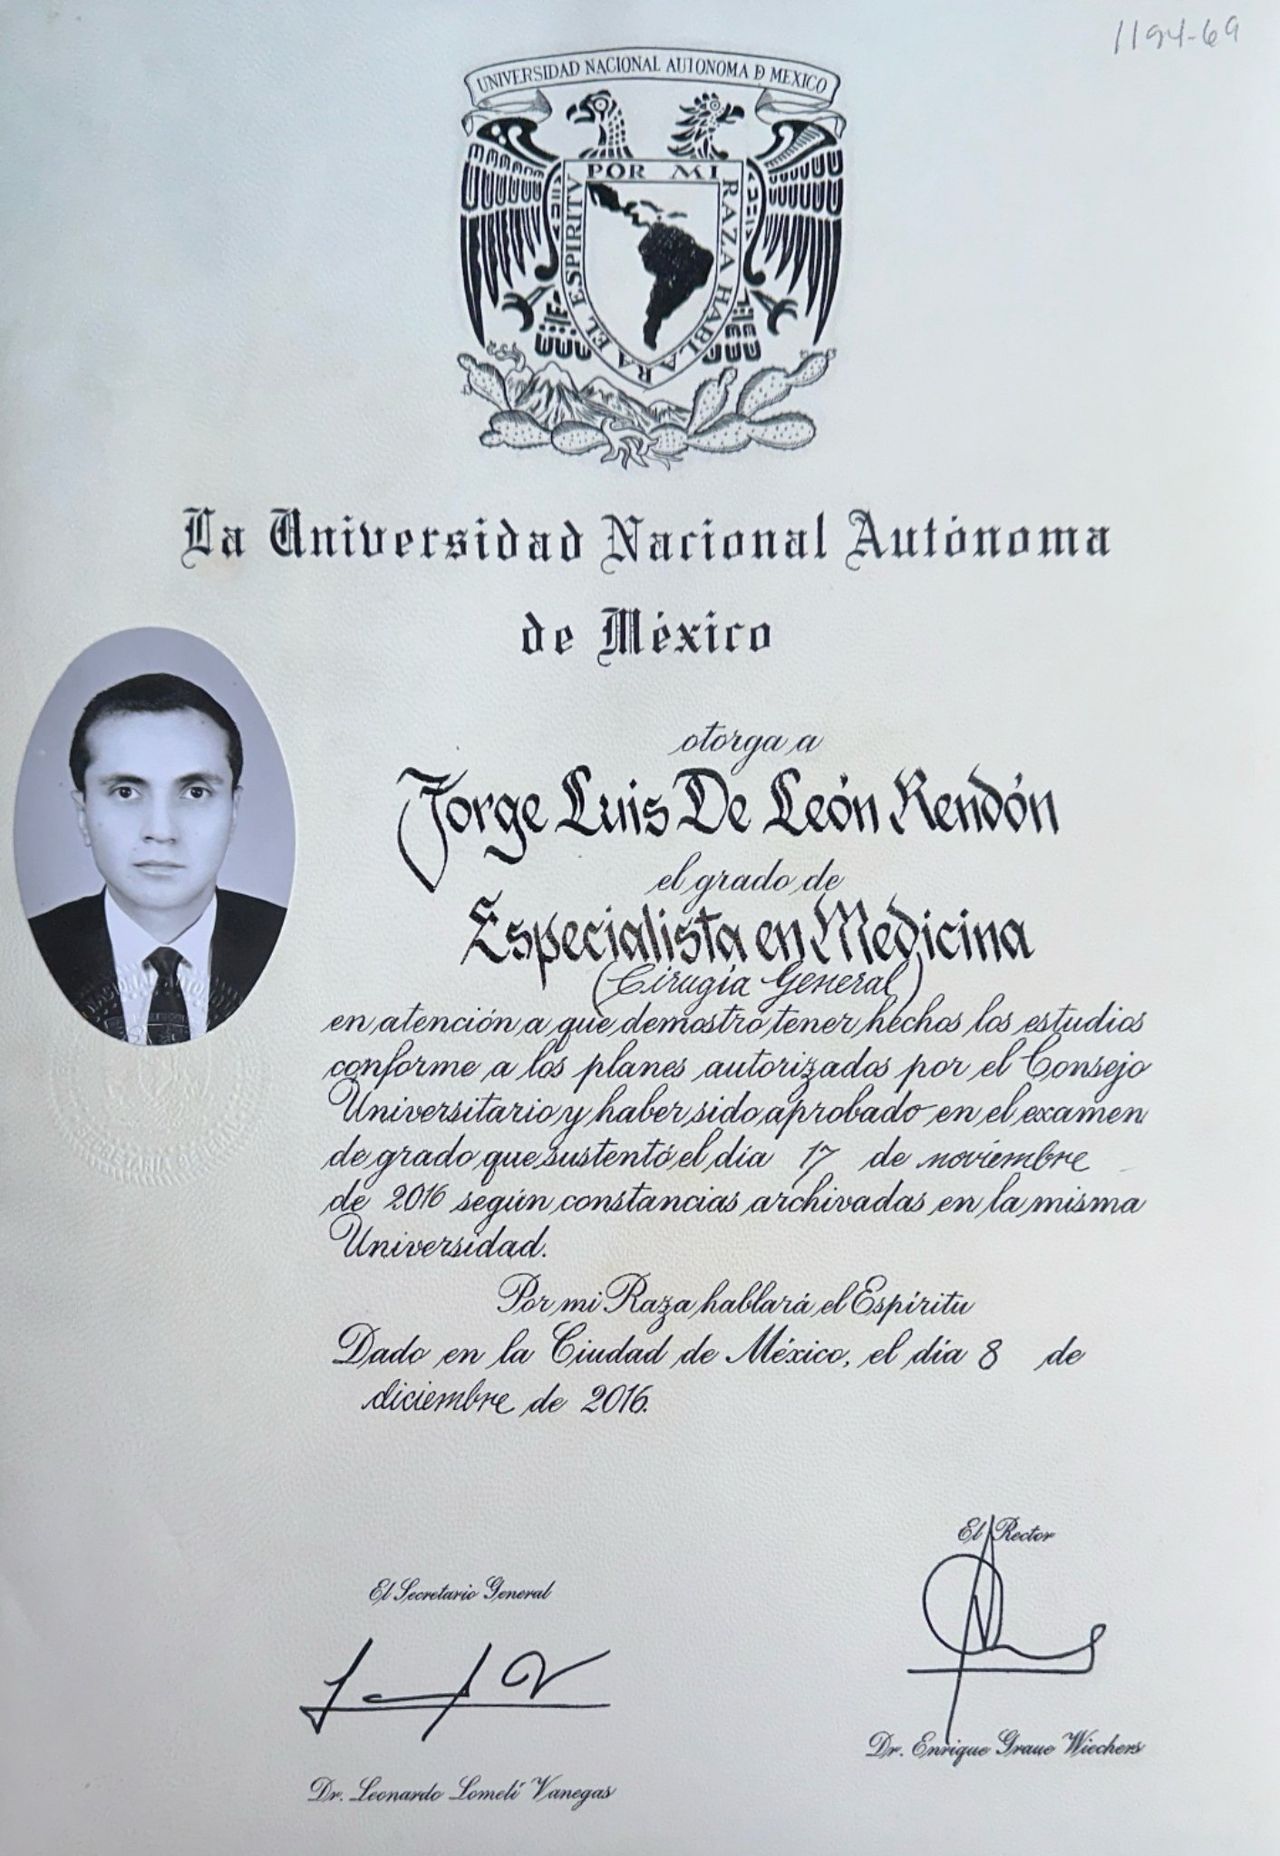 1194-69
UNIVERSIDAD NACIONAL AUTONOMA D MEXICO
POR MI RAZA HABLARA EL ESPIRITV
La Universidad Nacional Autónoma
de México
otorga a
Jorge Luis De León Rendón
el grado de
Especialista en Medicina
(Cirugía General)
en atención a que demostró tener hechos los estudios
conforme a los planes autorizados por el Consejo
Universitario y haber sido aprobado en el examen
de grado que sustentó el día 17 de noviembre
de 2016 según constancias archivadas en la misma
Universidad.
Por mi Raza hablará el Espíritu
Dado en la Ciudad de México, el día 8 de
diciembre de 2016.
El Rector
El Secretario General
Dr. Enrique Graue Wiechers
Dr. Leonardo Lomelí Vanegas